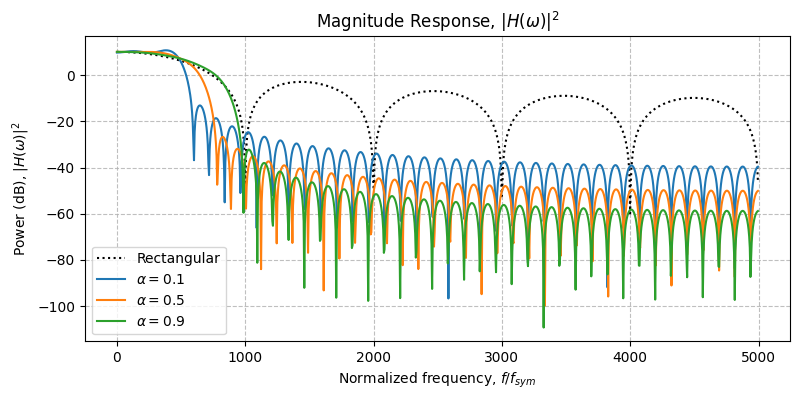 Magnitude Response, |H(ω)|²
Power (dB), |H(ω)|²
0
−20
−40
−60
−80
−100
Rectangular
α = 0.1
α = 0.5
α = 0.9
0 1000 2000 3000 4000 5000
Normalized frequency, f/f_sym